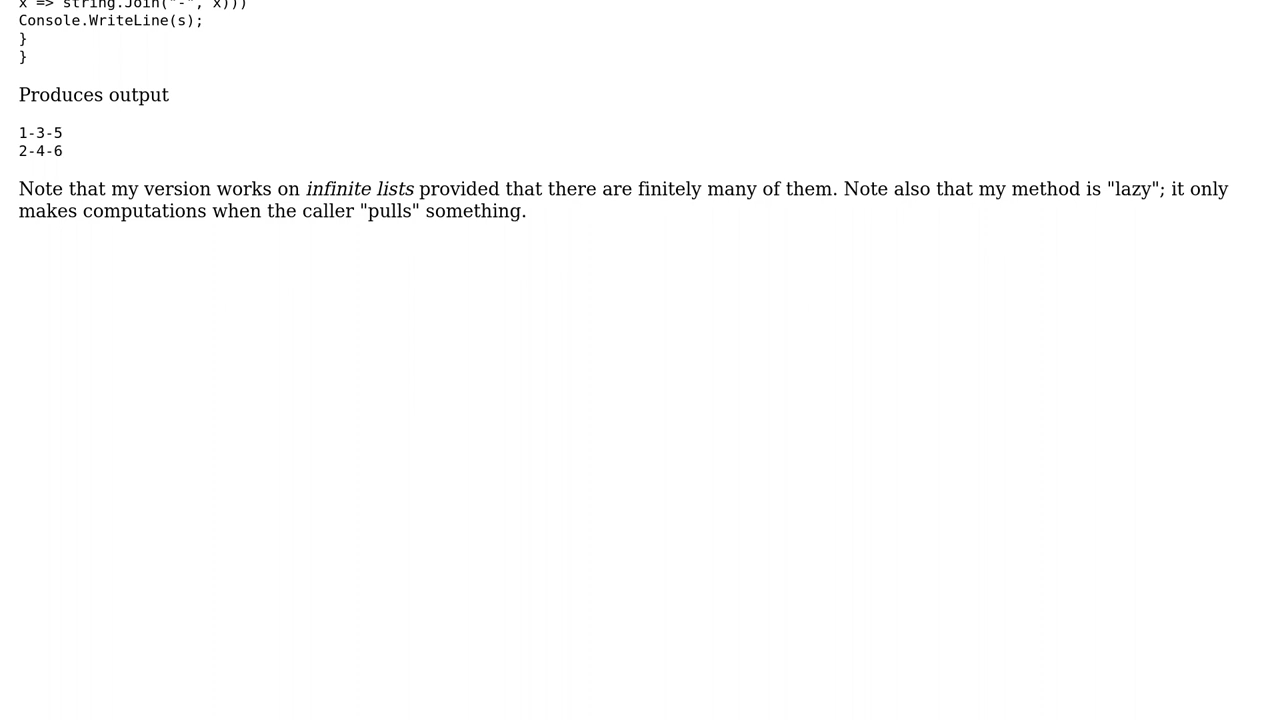 x => string.Join("-", x)))
Console.WriteLine(s);
}
}
Produces output
1-3-5
2-4-6
Note that my version works on infinite lists provided that there are finitely many of them. Note also that my method is "lazy"; it only
makes computations when the caller "pulls" something.